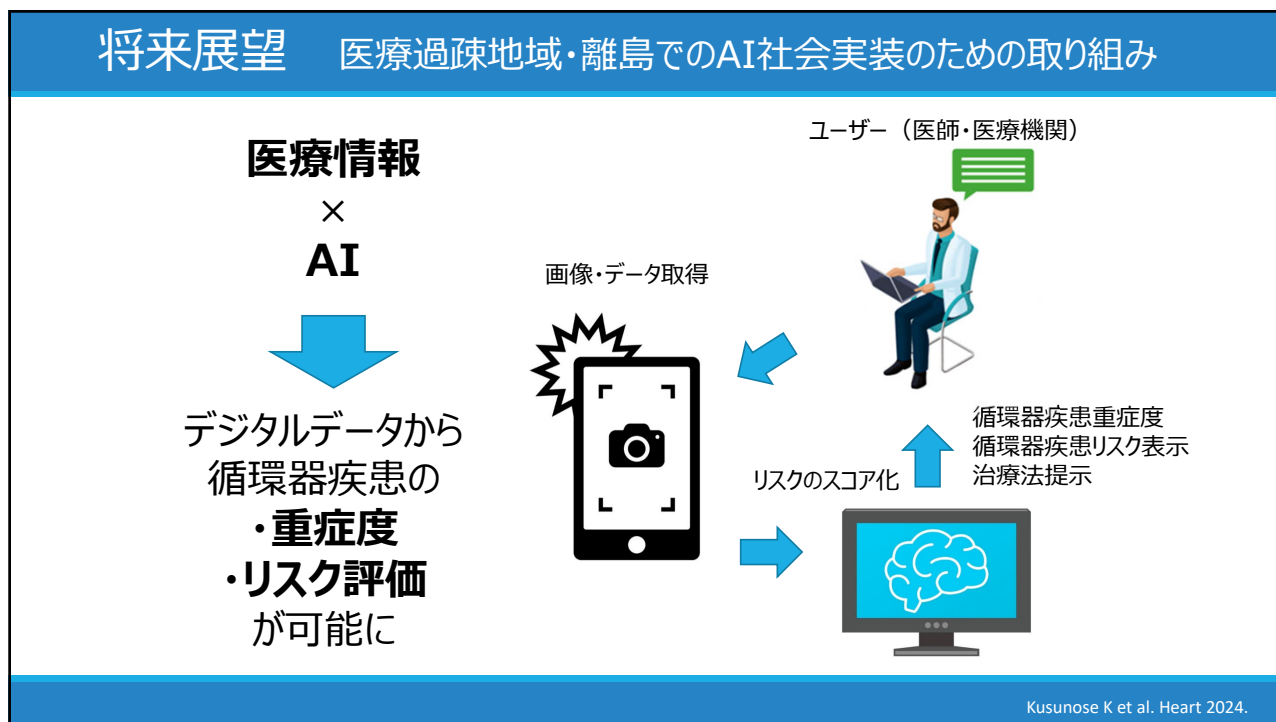 将来展望 医療過疎地域・離島でのAI社会実装のための取り組み
医療情報
×
AI
デジタルデータから
循環器疾患の
・重症度
・リスク評価
が可能に
ユーザー（医師・医療機関）
画像・データ取得
リスクのスコア化
循環器疾患重症度
循環器疾患リスク表示
治療法提示
Kusunose K et al. Heart 2024.